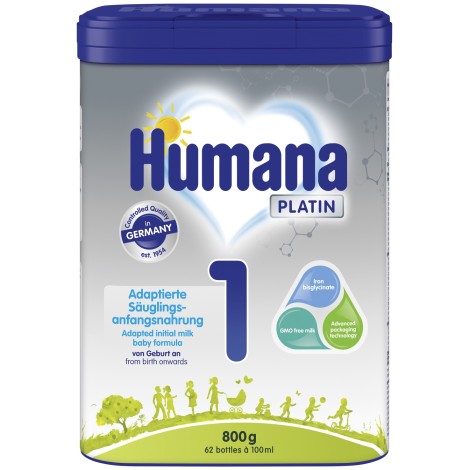 Humana
PLATIN
Controlled Quality
in
GERMANY
est. 1954
1
Adaptierte
Säuglings-
anfangsnahrung
Adapted initial milk
baby formula
von Geburt an
from birth onwards
Iron
bisglycinate
GMO free milk
Advanced
packaging
technology
800g
62 bottles à 100ml